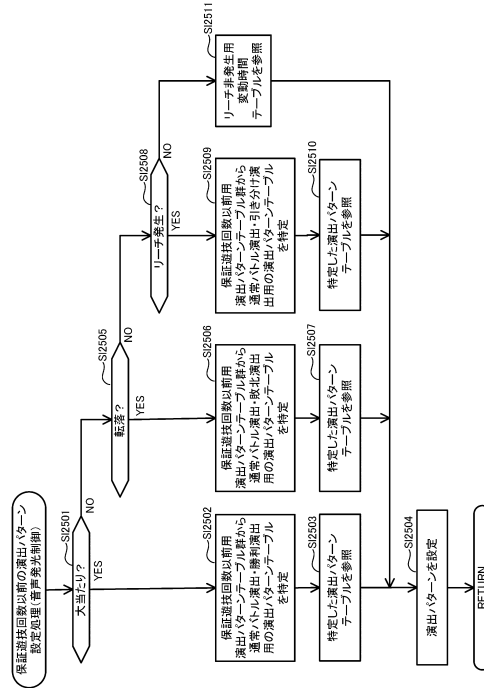 保証遊技回数以前の演出パターン
設定処理(音声発光制御)
SI2501
大当たり?
YES
NO
SI2502
保証遊技回数以前用
演出パターンテーブル群から
通常バトル演出・勝利演出
用の演出パターンテーブル
を特定
SI2503
特定した演出パターン
テーブルを参照
SI2504
演出パターンを設定
RETURN
SI2505
転落?
YES
NO
SI2506
保証遊技回数以前用
演出パターンテーブル群から
通常バトル演出・敗北演出
用の演出パターンテーブル
を特定
SI2507
特定した演出パターン
テーブルを参照
SI2508
リーチ発生?
YES
NO
SI2509
保証遊技回数以前用
演出パターンテーブル群から
通常バトル演出・引き分け演
出用の演出パターンテーブル
を特定
SI2510
特定した演出パターン
テーブルを参照
SI2511
リーチ非発生用
変動時間
テーブルを参照